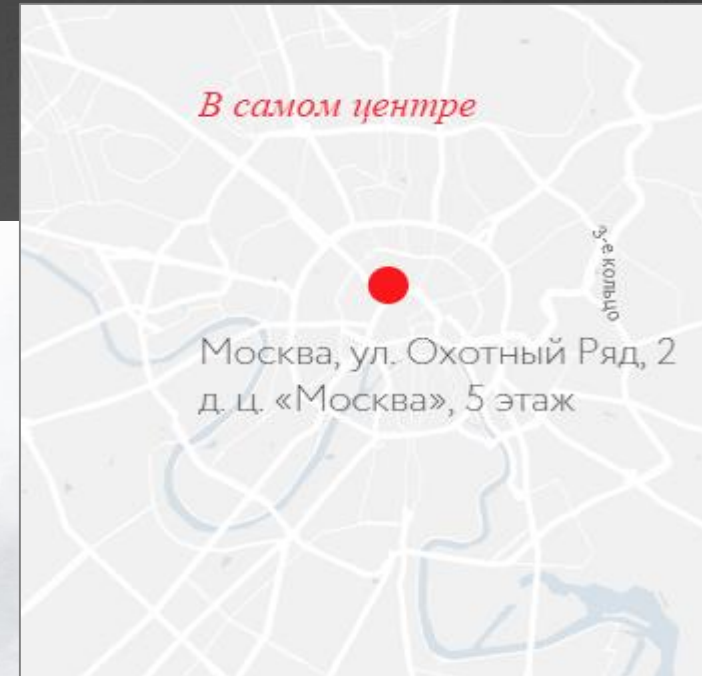 В самом центре
3-е кольцо
Москва, ул. Охотный Ряд, 2
д. ц. «Москва», 5 этаж